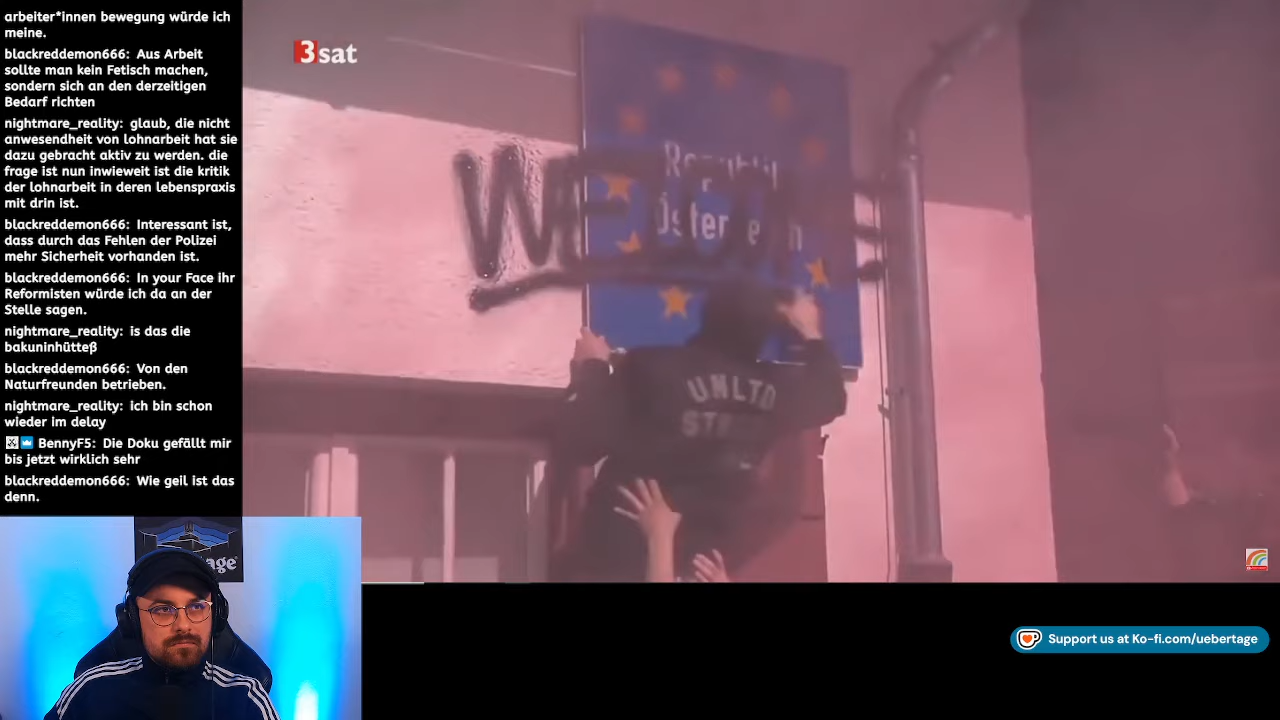 arbeiter*innen bewegung würde ich
meine.
blackreddemon666: Aus Arbeit
sollte man kein Fetisch machen,
sondern sich an den derzeitigen
Bedarf richten
nightmare_reality: glaub, die nicht
anwesendheit von lohnarbeit hat sie
dazu gebracht aktiv zu werden. die
frage ist nun inwieweit ist die kritik
der lohnarbeit in deren lebenspraxis
mit drin ist.
blackreddemon666: Interessant ist,
dass durch das Fehlen der Polizei
mehr Sicherheit vorhanden ist.
blackreddemon666: In your Face ihr
Reformisten würde ich da an der
Stelle sagen.
nightmare_reality: is das die
bakuninhütteß
blackreddemon666: Von den
Naturfreunden betrieben.
nightmare_reality: ich bin schon
wieder im delay
BennyF5: Die Doku gefällt mir
bis jetzt wirklich sehr
blackreddemon666: Wie geil ist das
denn.
3sat
Republik
Österreich
UNLTD
Support us at Ko-fi.com/uebertage